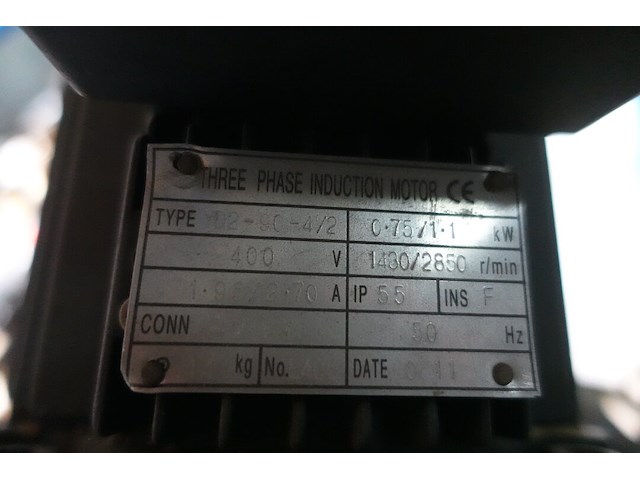 THREE PHASE INDUCTION MOTOR CE
TYPE 0.75/1.1 kW
400 V 1430/2850 r/min
A IP 55 INS F
CONN 50 Hz
kg No. DATE